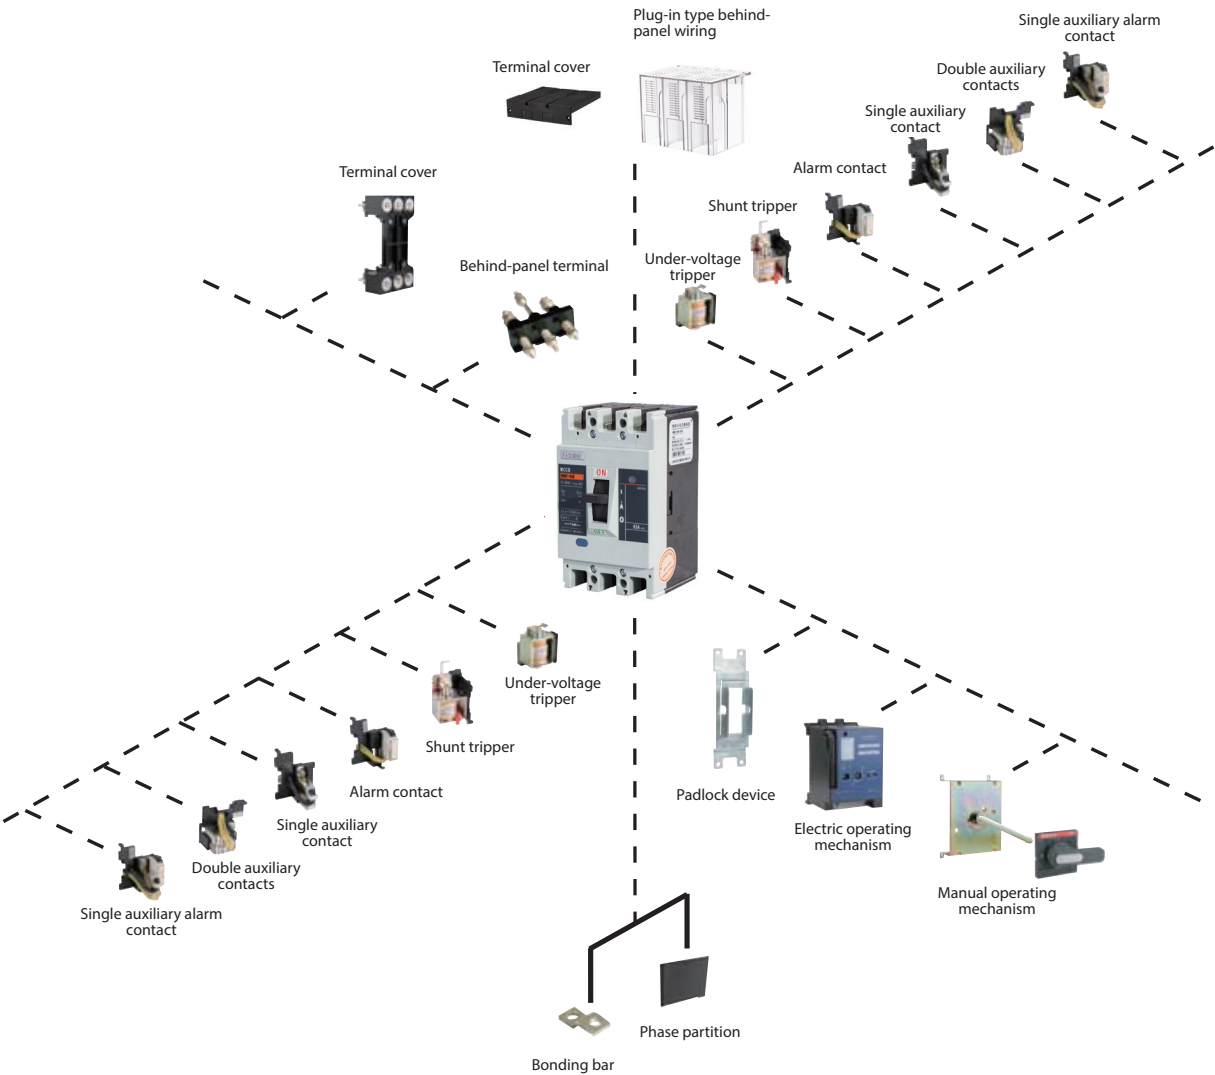 Plug-in type behind-
panel wiring
Single auxiliary alarm
contact
Terminal cover
Double auxiliary
contacts
Single auxiliary
contact
Terminal cover
Alarm contact
Shunt tripper
Behind-panel terminal
Under-voltage
tripper
MCCB
ON
Under-voltage
tripper
Shunt tripper
Alarm contact
Single auxiliary
contact
Double auxiliary
contacts
Single auxiliary alarm
contact
Padlock device
Electric operating
mechanism
Manual operating
mechanism
Phase partition
Bonding bar